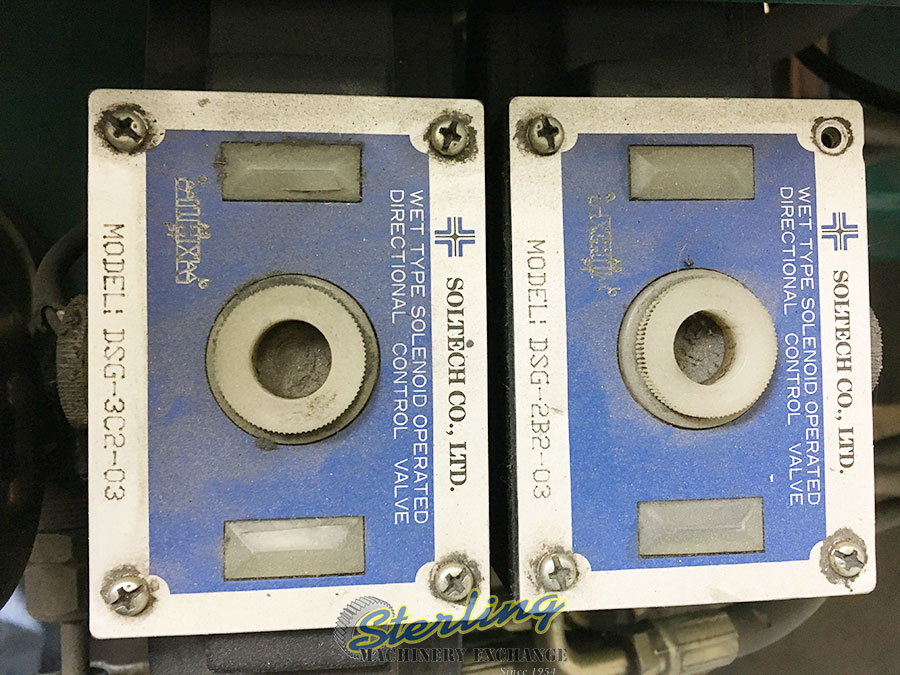 SOLTECH CO., LTD.
WET TYPE SOLENOID OPERATED
DIRECTIONAL CONTROL VALVE
MODEL: DSG-3C2-03
SOLTECH CO., LTD.
WET TYPE SOLENOID OPERATED
DIRECTIONAL CONTROL VALVE
MODEL: DSG-2B2-03
Sterling
MACHINERY EXCHANGE
Since 1954